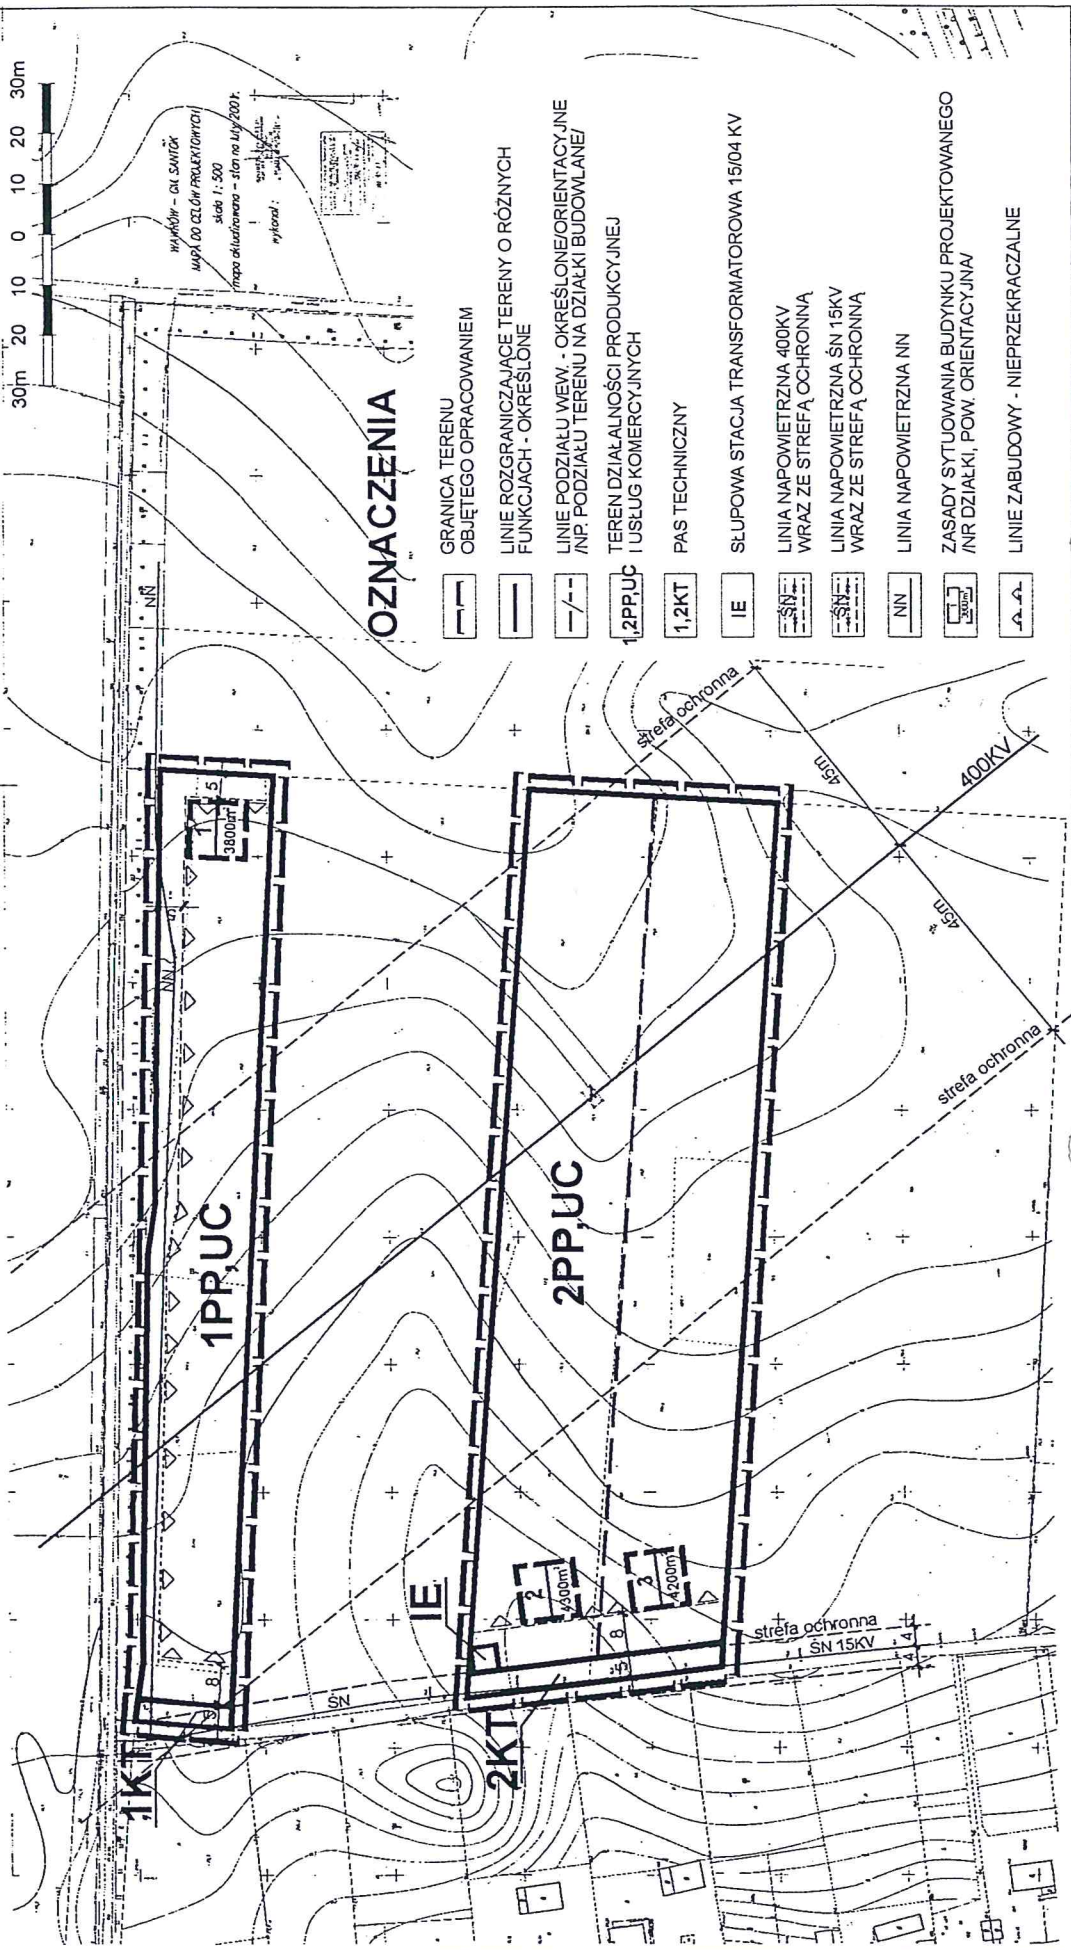 30m 20 10 0 10 20 30m
WAWRÓW - GM. SANTOK
MAPA DO CELÓW PROJEKTOWYCH
skala 1:500
wykonał:
OZNACZENIA
GRANICA TERENU
OBJĘTEGO OPRACOWANIEM
LINIE ROZGRANICZAJĄCE TERENY O RÓŻNYCH
FUNKCJACH - OKREŚLONE
LINIE PODZIAŁU WEW. - OKREŚLONE/ORIENTACYJNE
/NP. PODZIAŁU TERENU NA DZIAŁKI BUDOWLANE/
1,2PP,UC
TEREN DZIAŁALNOŚCI PRODUKCYJNEJ
I USŁUG KOMERCYJNYCH
1,2KT
PAS TECHNICZNY
IE
SŁUPOWA STACJA TRANSFORMATOROWA 15/04 KV
ŚN
LINIA NAPOWIETRZNA 400KV
WRAZ ZE STREFĄ OCHRONNĄ
ŚN
LINIA NAPOWIETRZNA ŚN 15KV
WRAZ ZE STREFĄ OCHRONNĄ
NN
LINIA NAPOWIETRZNA NN
ZASADY SYTUOWANIA BUDYNKU PROJEKTOWANEGO
/NR DZIAŁKI, POW. ORIENTACYJNA/
LINIE ZABUDOWY - NIEPRZEKRACZALNE
NN
NN
1KT
1PP,UC
1
3800m²
5
5
8
5
ŚN
IE
2KT
2PP,UC
2
4300m²
3
4200m²
8
5
strefa ochronna
ŚN 15KV
4
4
strefa ochronna
45m
400KV
45m
strefa ochronna